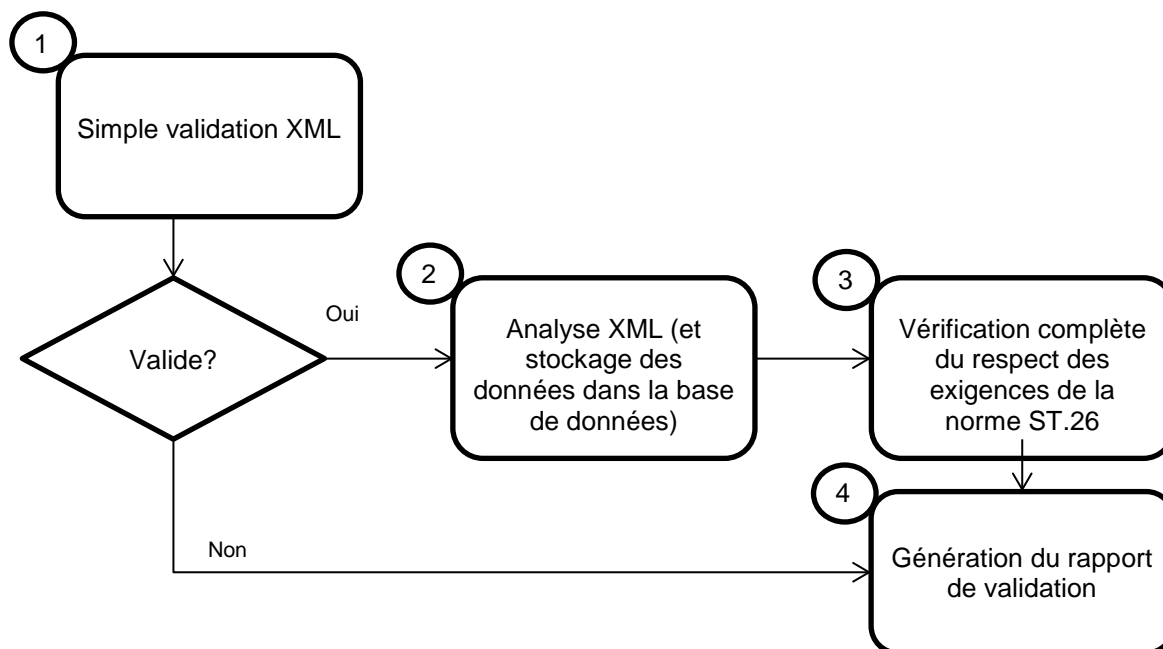 1
Simple validation XML
Valide?
Oui
2
Analyse XML (et
stockage des
données dans la base
de données)
3
Vérification complète
du respect des
exigences de la
norme ST.26
Non
4
Génération du rapport
de validation